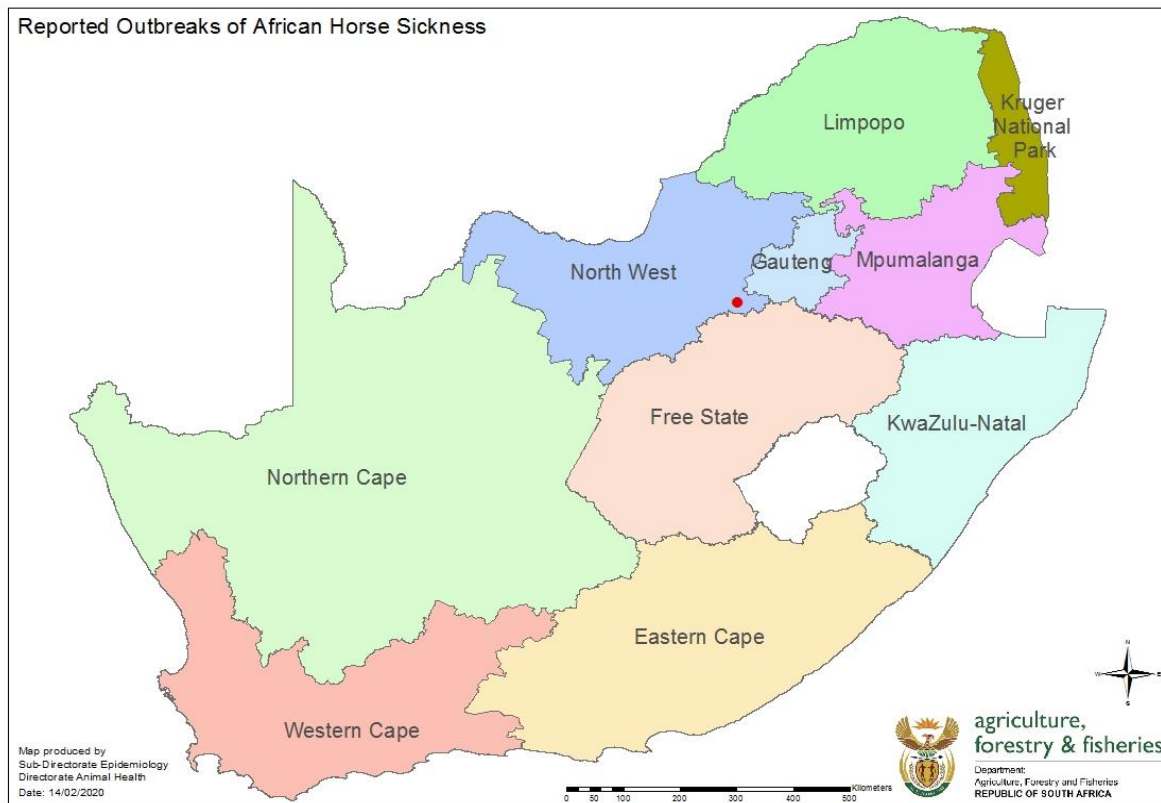 Reported Outbreaks of African Horse Sickness
Limpopo
Kruger
National
Park
North West
Gauteng
Mpumalanga
Free State
KwaZulu-Natal
Northern Cape
Eastern Cape
Western Cape
N
W
E
S
Map produced by
Sub-Directorate Epidemiology
Directorate Animal Health
Date: 14/02/2020
Kilometers
0 50 100 200 300 400 500
agriculture,
forestry & fisheries
Department:
Agriculture, Forestry and Fisheries
REPUBLIC OF SOUTH AFRICA